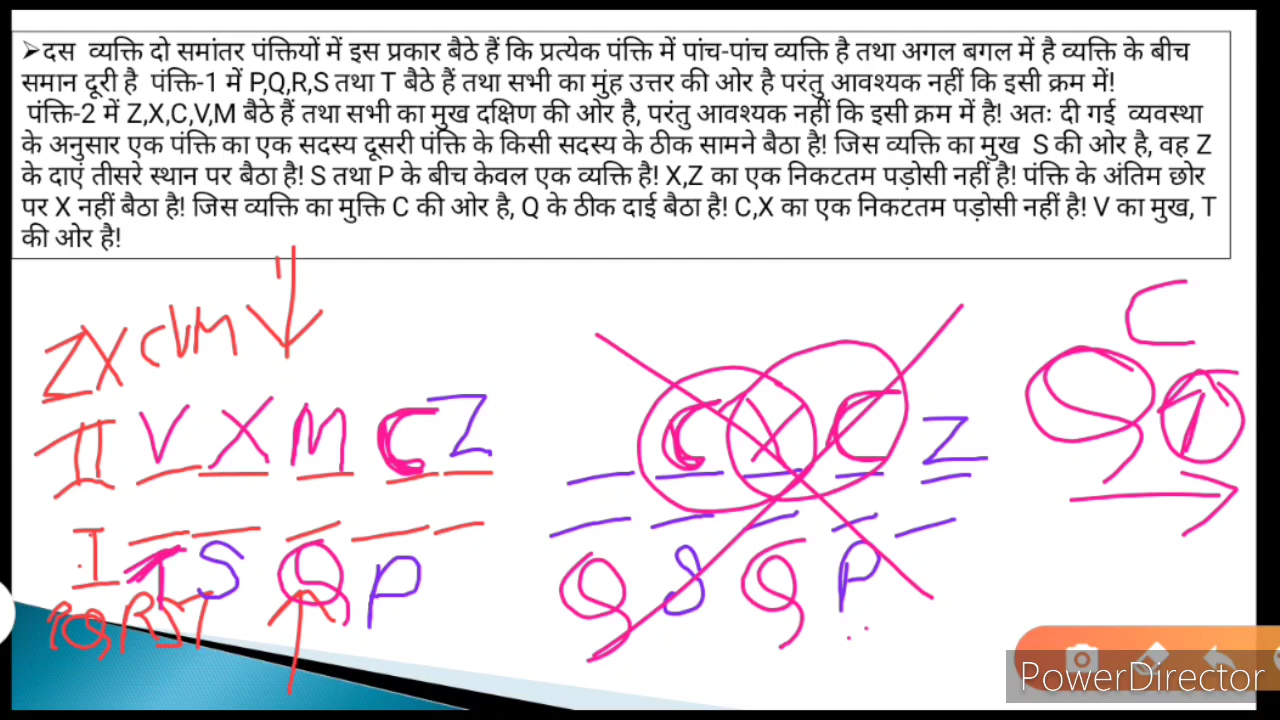 ➤दस व्यक्ति दो समांतर पंक्तियों में इस प्रकार बैठे हैं कि प्रत्येक पंक्ति में पांच-पांच व्यक्ति है तथा अगल बगल में है व्यक्ति के बीच
समान दूरी है पंक्ति-1 में P,Q,R,S तथा T बैठे हैं तथा सभी का मुंह उत्तर की ओर है परंतु आवश्यक नहीं कि इसी क्रम में!
पंक्ति-2 में Z,X,C,V,M बैठे हैं तथा सभी का मुख दक्षिण की ओर है, परंतु आवश्यक नहीं कि इसी क्रम में है! अतः दी गई व्यवस्था
के अनुसार एक पंक्ति का एक सदस्य दूसरी पंक्ति के किसी सदस्य के ठीक सामने बैठा है! जिस व्यक्ति का मुख S की ओर है, वह Z
के दाएं तीसरे स्थान पर बैठा है! S तथा P के बीच केवल एक व्यक्ति है! X,Z का एक निकटतम पड़ोसी नहीं है! पंक्ति के अंतिम छोर
पर X नहीं बैठा है! जिस व्यक्ति का मुक्ति C की ओर है, Q के ठीक दाई बैठा है! C,X का एक निकटतम पड़ोसी नहीं है! V का मुख, T
की ओर है!
ZXCVM C
II V X M C Z C X C Z Q
I T S Q P Q S Q P
PQRST
PowerDirector